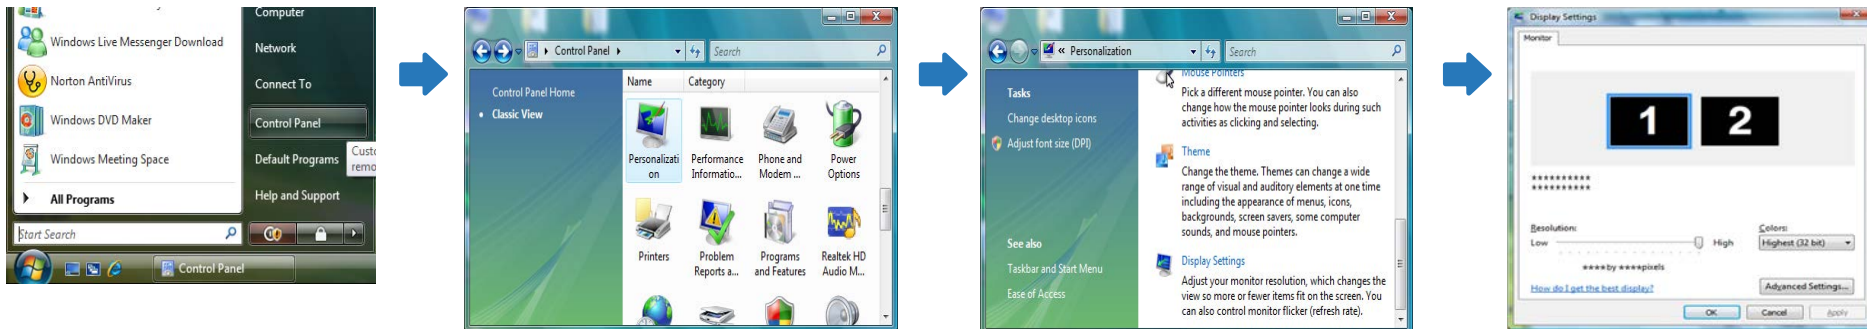 Computer
Windows Live Messenger Download
Network
Norton AntiVirus
Connect To
Windows DVD Maker
Control Panel
Windows Meeting Space
Default Programs
Custo
remo
All Programs
Help and Support
Start Search
Control Panel
Control Panel
Search
Control Panel Home
Classic View
Name
Category
Personalizati
on
Performance
Informatio...
Phone and
Modem ...
Power
Options
Printers
Problem
Reports a...
Programs
and Features
Realtek HD
Audio M...
« Personalization
Search
Tasks
Change desktop icons
Adjust font size (DPI)
See also
Taskbar and Start Menu
Ease of Access
Mouse Pointers
Pick a different mouse pointer. You can also
change how the mouse pointer looks during such
activities as clicking and selecting.
Theme
Change the theme. Themes can change a wide
range of visual and auditory elements at one time
including the appearance of menus, icons,
backgrounds, screen savers, some computer
sounds, and mouse pointers.
Display Settings
Adjust your monitor resolution, which changes the
view so more or fewer items fit on the screen. You
can also control monitor flicker (refresh rate).
Display Settings
Monitor
1
2
**********
**********
Resolution:
Low
High
****by ****pixels
Colors:
Highest (32 bit)
How do I get the best display?
Advanced Settings...
OK
Cancel
Apply